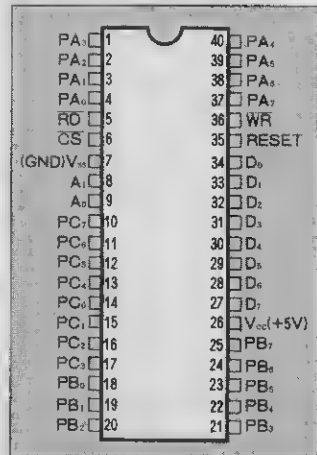 PA₃ 1 40 PA₄
PA₂ 2 39 PA₅
PA₁ 3 38 PA₆
PA₀ 4 37 PA₇
R̅D̅ 5 36 W̅R̅
C̅S̅ 6 35 RESET
(GND)Vss 7 34 D₀
A₁ 8 33 D₁
A₀ 9 32 D₂
PC₇ 10 31 D₃
PC₆ 11 30 D₄
PC₅ 12 29 D₅
PC₄ 13 28 D₆
PC₀ 14 27 D₇
PC₁ 15 26 Vcc(+5V)
PC₂ 16 25 PB₇
PC₃ 17 24 PB₆
PB₀ 18 23 PB₅
PB₁ 19 22 PB₄
PB₂ 20 21 PB₃